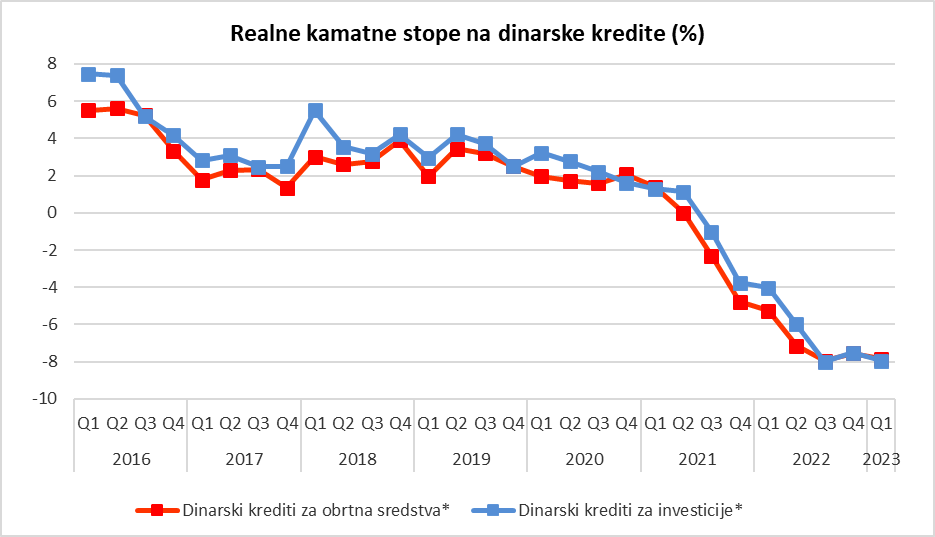 Realne kamatne stope na dinarske kredite (%)
8
6
4
2
0
-2
-4
-6
-8
-10
Q1 Q2 Q3 Q4 Q1 Q2 Q3 Q4 Q1 Q2 Q3 Q4 Q1 Q2 Q3 Q4 Q1 Q2 Q3 Q4 Q1 Q2 Q3 Q4 Q1 Q2 Q3 Q4 Q1
2016 2017 2018 2019 2020 2021 2022 2023
Dinarski krediti za obrtna sredstva* Dinarski krediti za investicije*